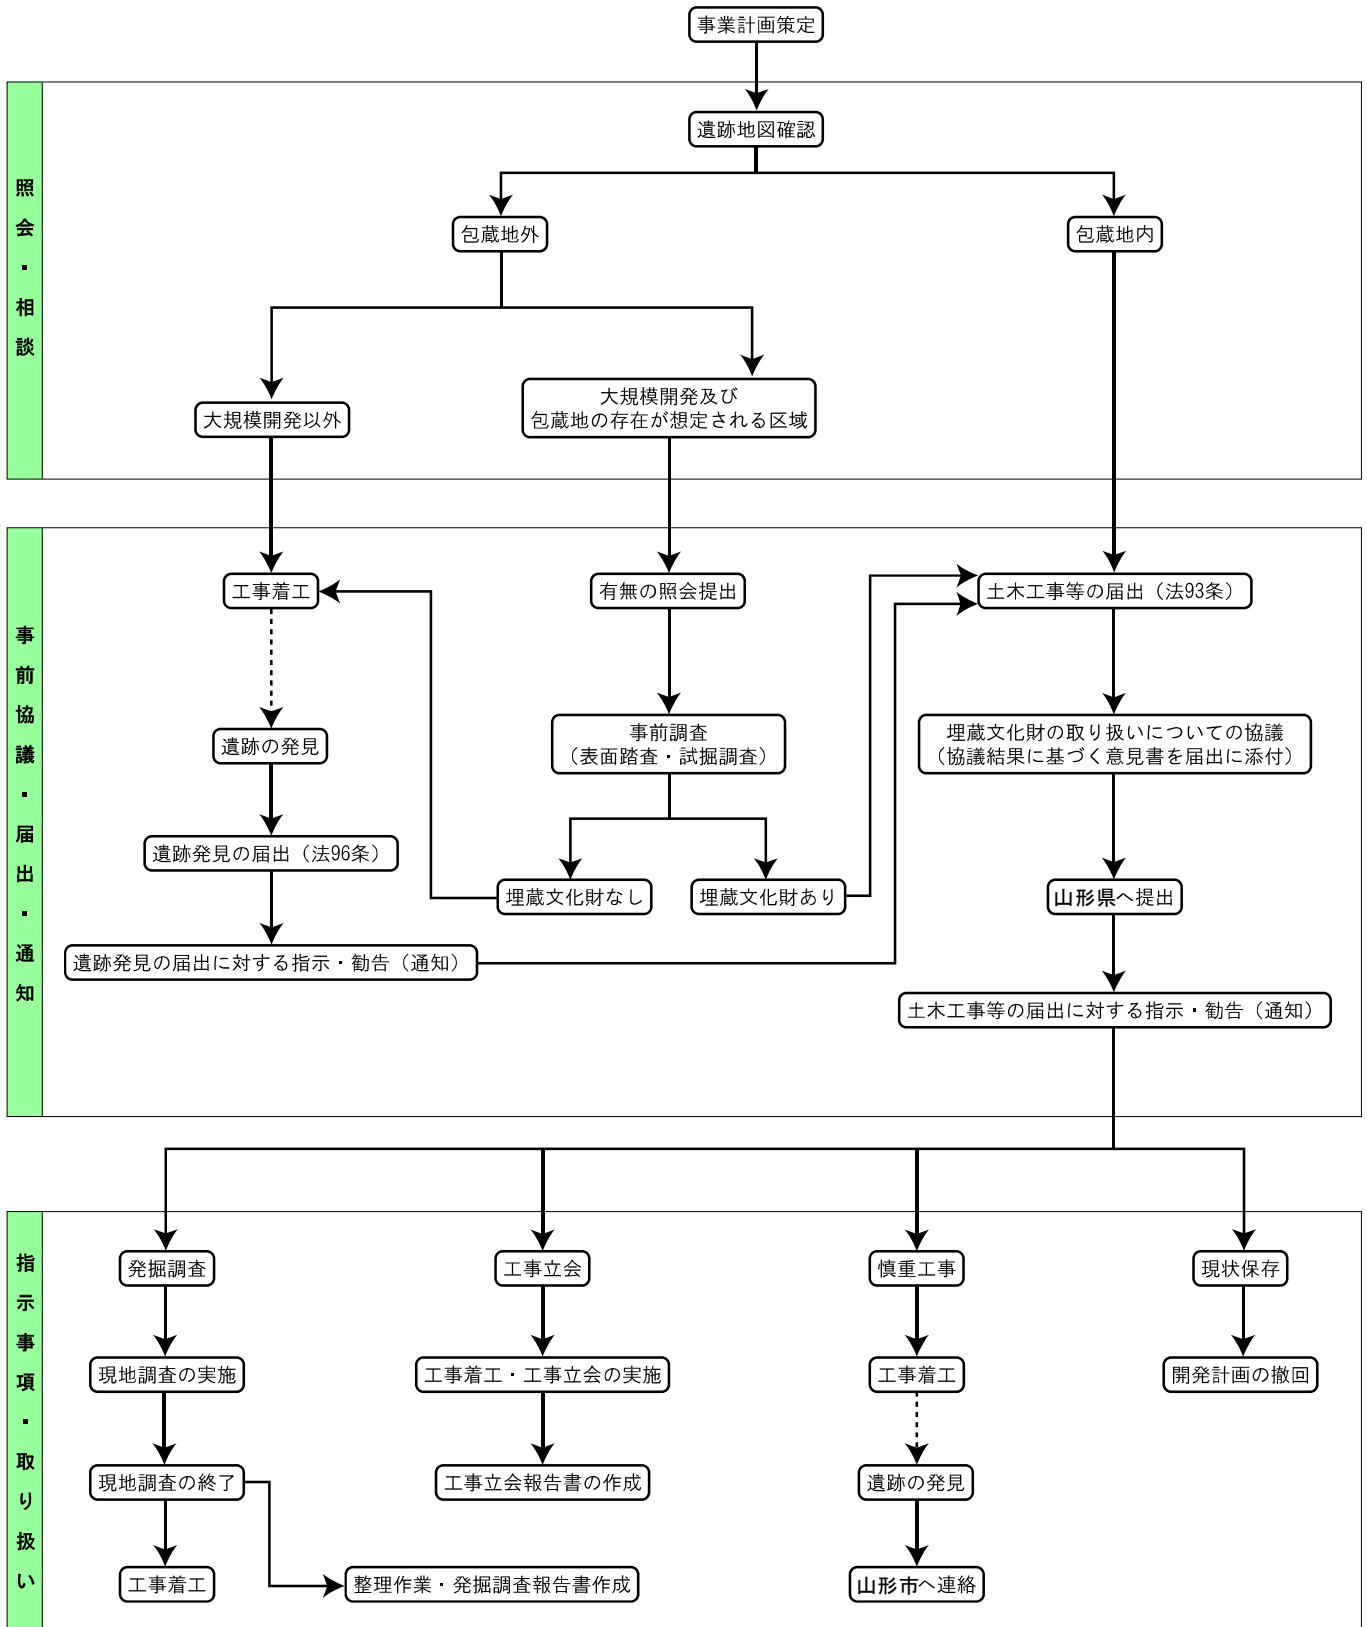 事業計画策定
照会・相談
遺跡地図確認
包蔵地外
包蔵地内
大規模開発以外
大規模開発及び
包蔵地の存在が想定される区域
事前協議・届出・通知
工事着工
有無の照会提出
土木工事等の届出（法93条）
遺跡の発見
事前調査
（表面踏査・試掘調査）
埋蔵文化財の取り扱いについての協議
（協議結果に基づく意見書を届出に添付）
遺跡発見の届出（法96条）
埋蔵文化財なし
埋蔵文化財あり
山形県へ提出
遺跡発見の届出に対する指示・勧告（通知）
土木工事等の届出に対する指示・勧告（通知）
指示事項・取り扱い
発掘調査
工事立会
慎重工事
現状保存
現地調査の実施
工事着工・工事立会の実施
工事着工
開発計画の撤回
現地調査の終了
工事立会報告書の作成
遺跡の発見
工事着工
整理作業・発掘調査報告書作成
山形市へ連絡